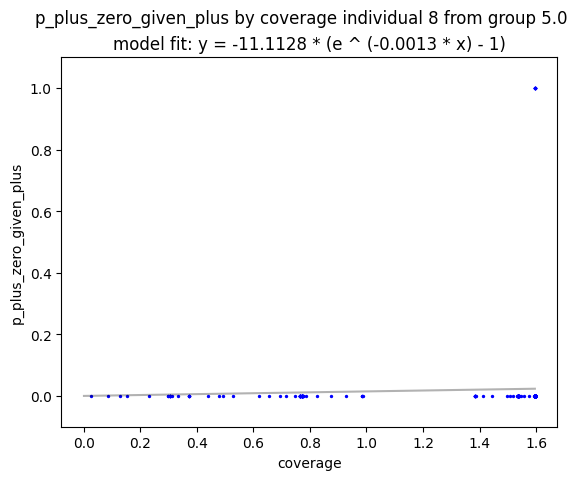 p_plus_zero_given_plus by coverage individual 8 from group 5.0
model fit: y = -11.1128 * (e ^ (-0.0013 * x) - 1)
1.0
0.8
0.6
0.4
0.2
0.0
p_plus_zero_given_plus
0.0 0.2 0.4 0.6 0.8 1.0 1.2 1.4 1.6
coverage